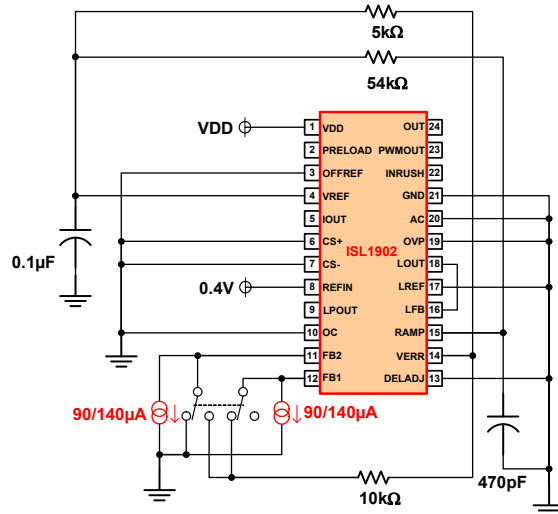 5kΩ
54kΩ
VDD
1 VDD OUT 24
2 PRELOAD PWMOUT 23
3 OFFREF INRUSH 22
4 VREF GND 21
5 IOUT AC 20
6 CS+ OVP 19
ISL1902
7 CS- LOUT 18
0.1µF
0.4V
8 REFIN LREF 17
9 LPOUT LFB 16
10 OC RAMP 15
11 FB2 VERR 14
12 FB1 DELADJ 13
90/140µA
90/140µA
10kΩ
470pF